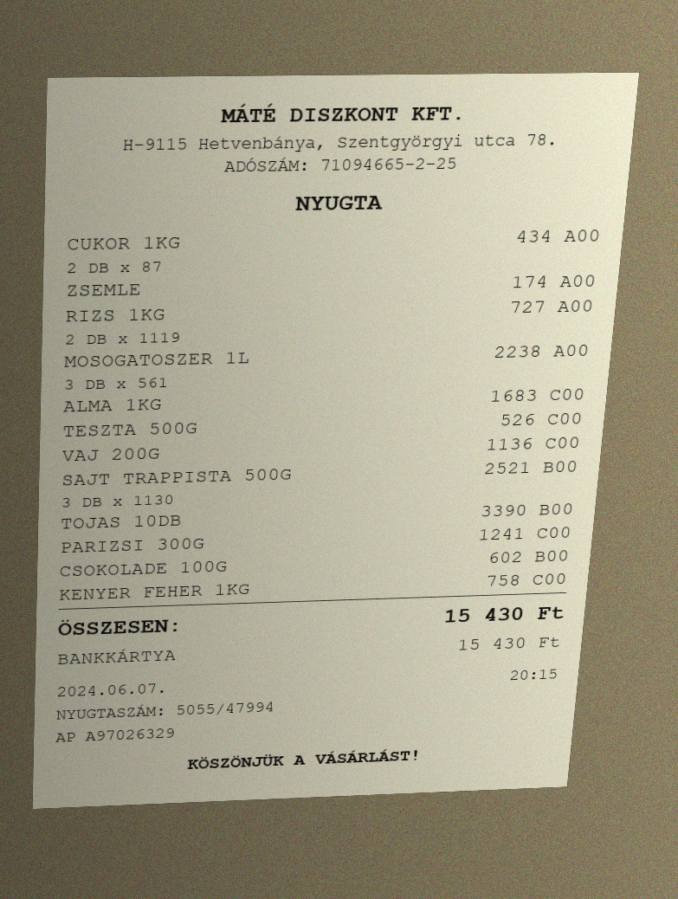 MÁTÉ DISZKONT KFT.
H-9115 Hetvenbánya, Szentgyörgyi utca 78.
ADÓSZÁM: 71094665-2-25
NYUGTA
CUKOR 1KG 434 A00
2 DB x 87
ZSEMLE 174 A00
RIZS 1KG 727 A00
2 DB x 1119
MOSOGATOSZER 1L 2238 A00
3 DB x 561
ALMA 1KG 1683 C00
TESZTA 500G 526 C00
VAJ 200G 1136 C00
SAJT TRAPPISTA 500G 2521 B00
3 DB x 1130
TOJAS 10DB 3390 B00
PARIZSI 300G 1241 C00
CSOKOLADE 100G 602 B00
KENYER FEHER 1KG 758 C00
ÖSSZESEN: 15 430 Ft
BANKKÁRTYA 15 430 Ft
2024.06.07. 20:15
NYUGTASZÁM: 5055/47994
AP A97026329
KÖSZÖNJÜK A VÁSÁRLÁST!